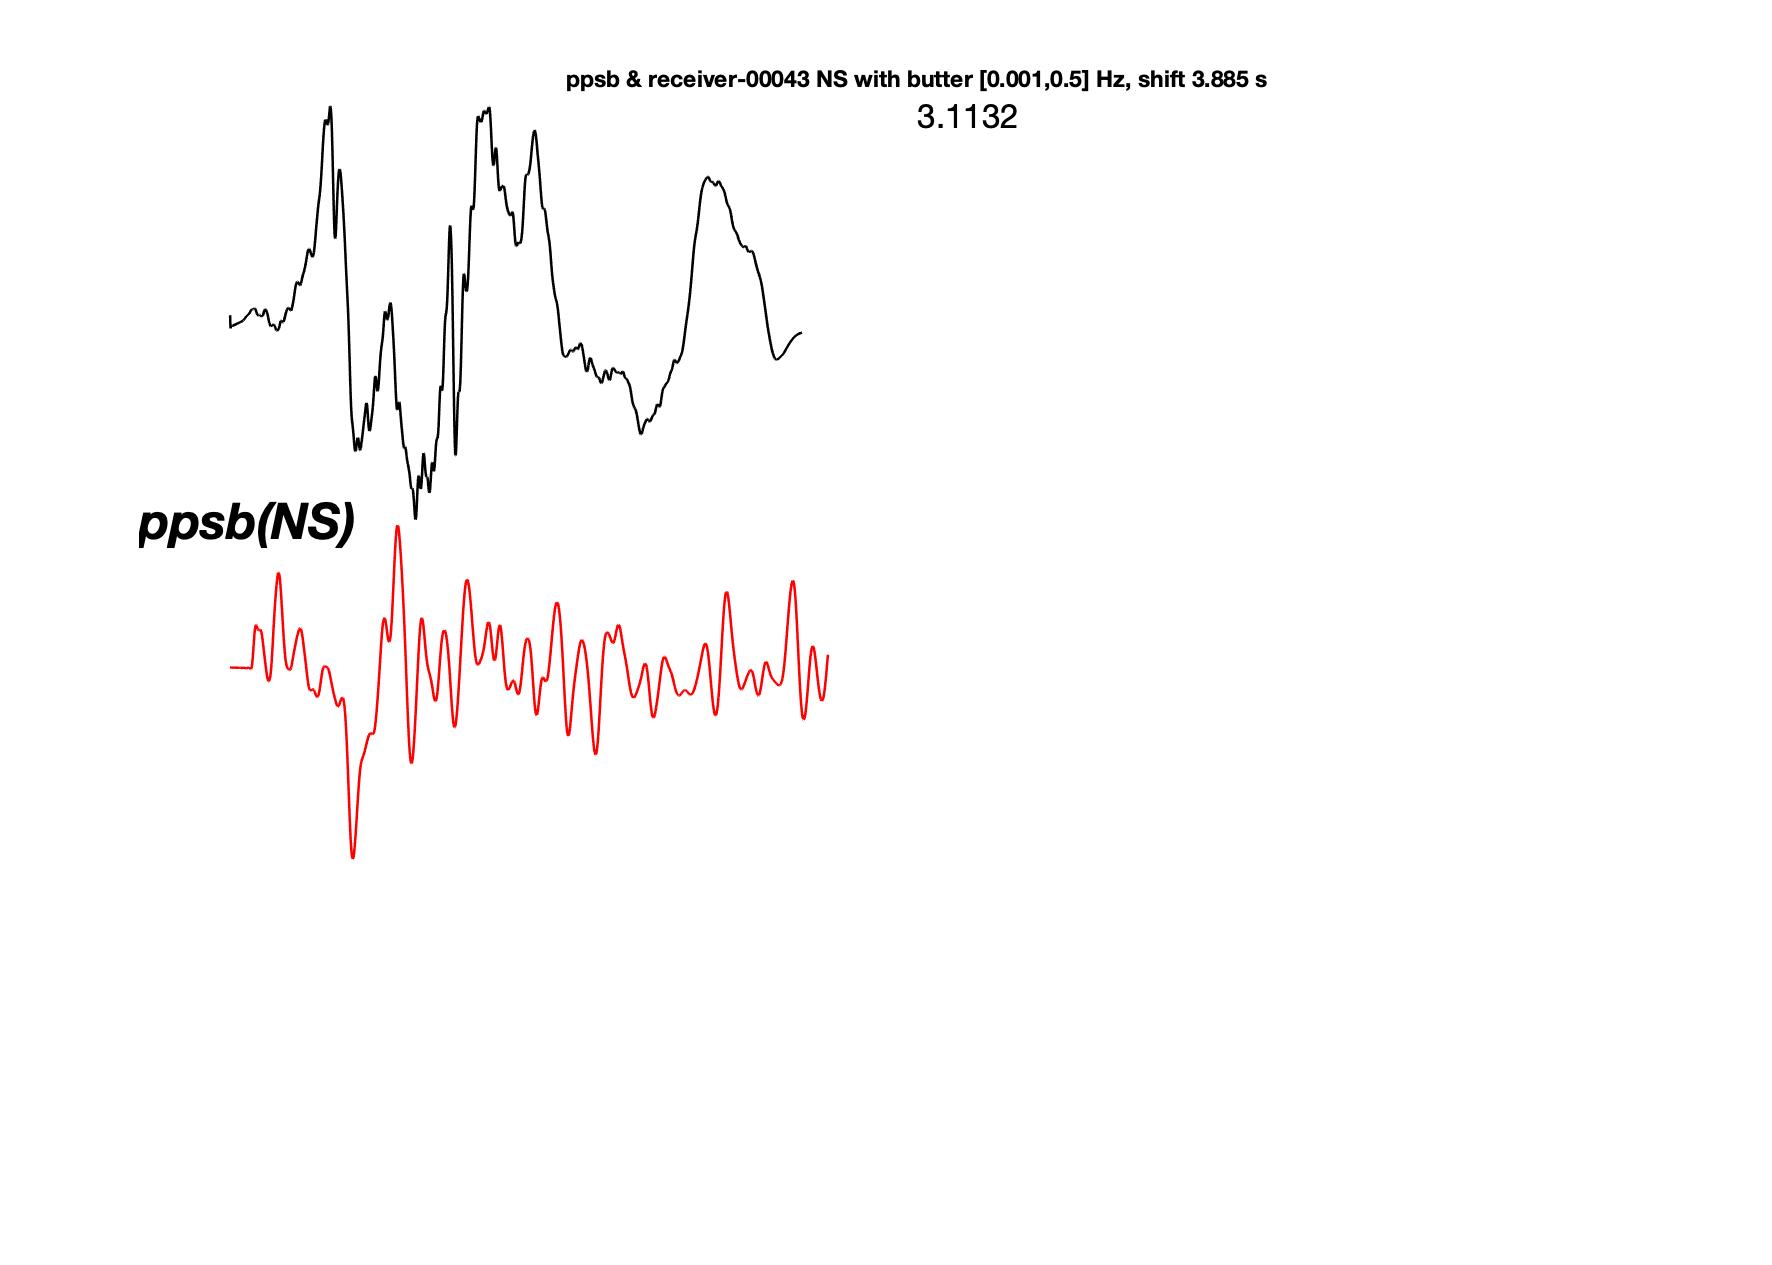 ppsb & receiver-00043 NS with butter [0.001,0.5] Hz, shift 3.885 s
3.1132
ppsb(NS)